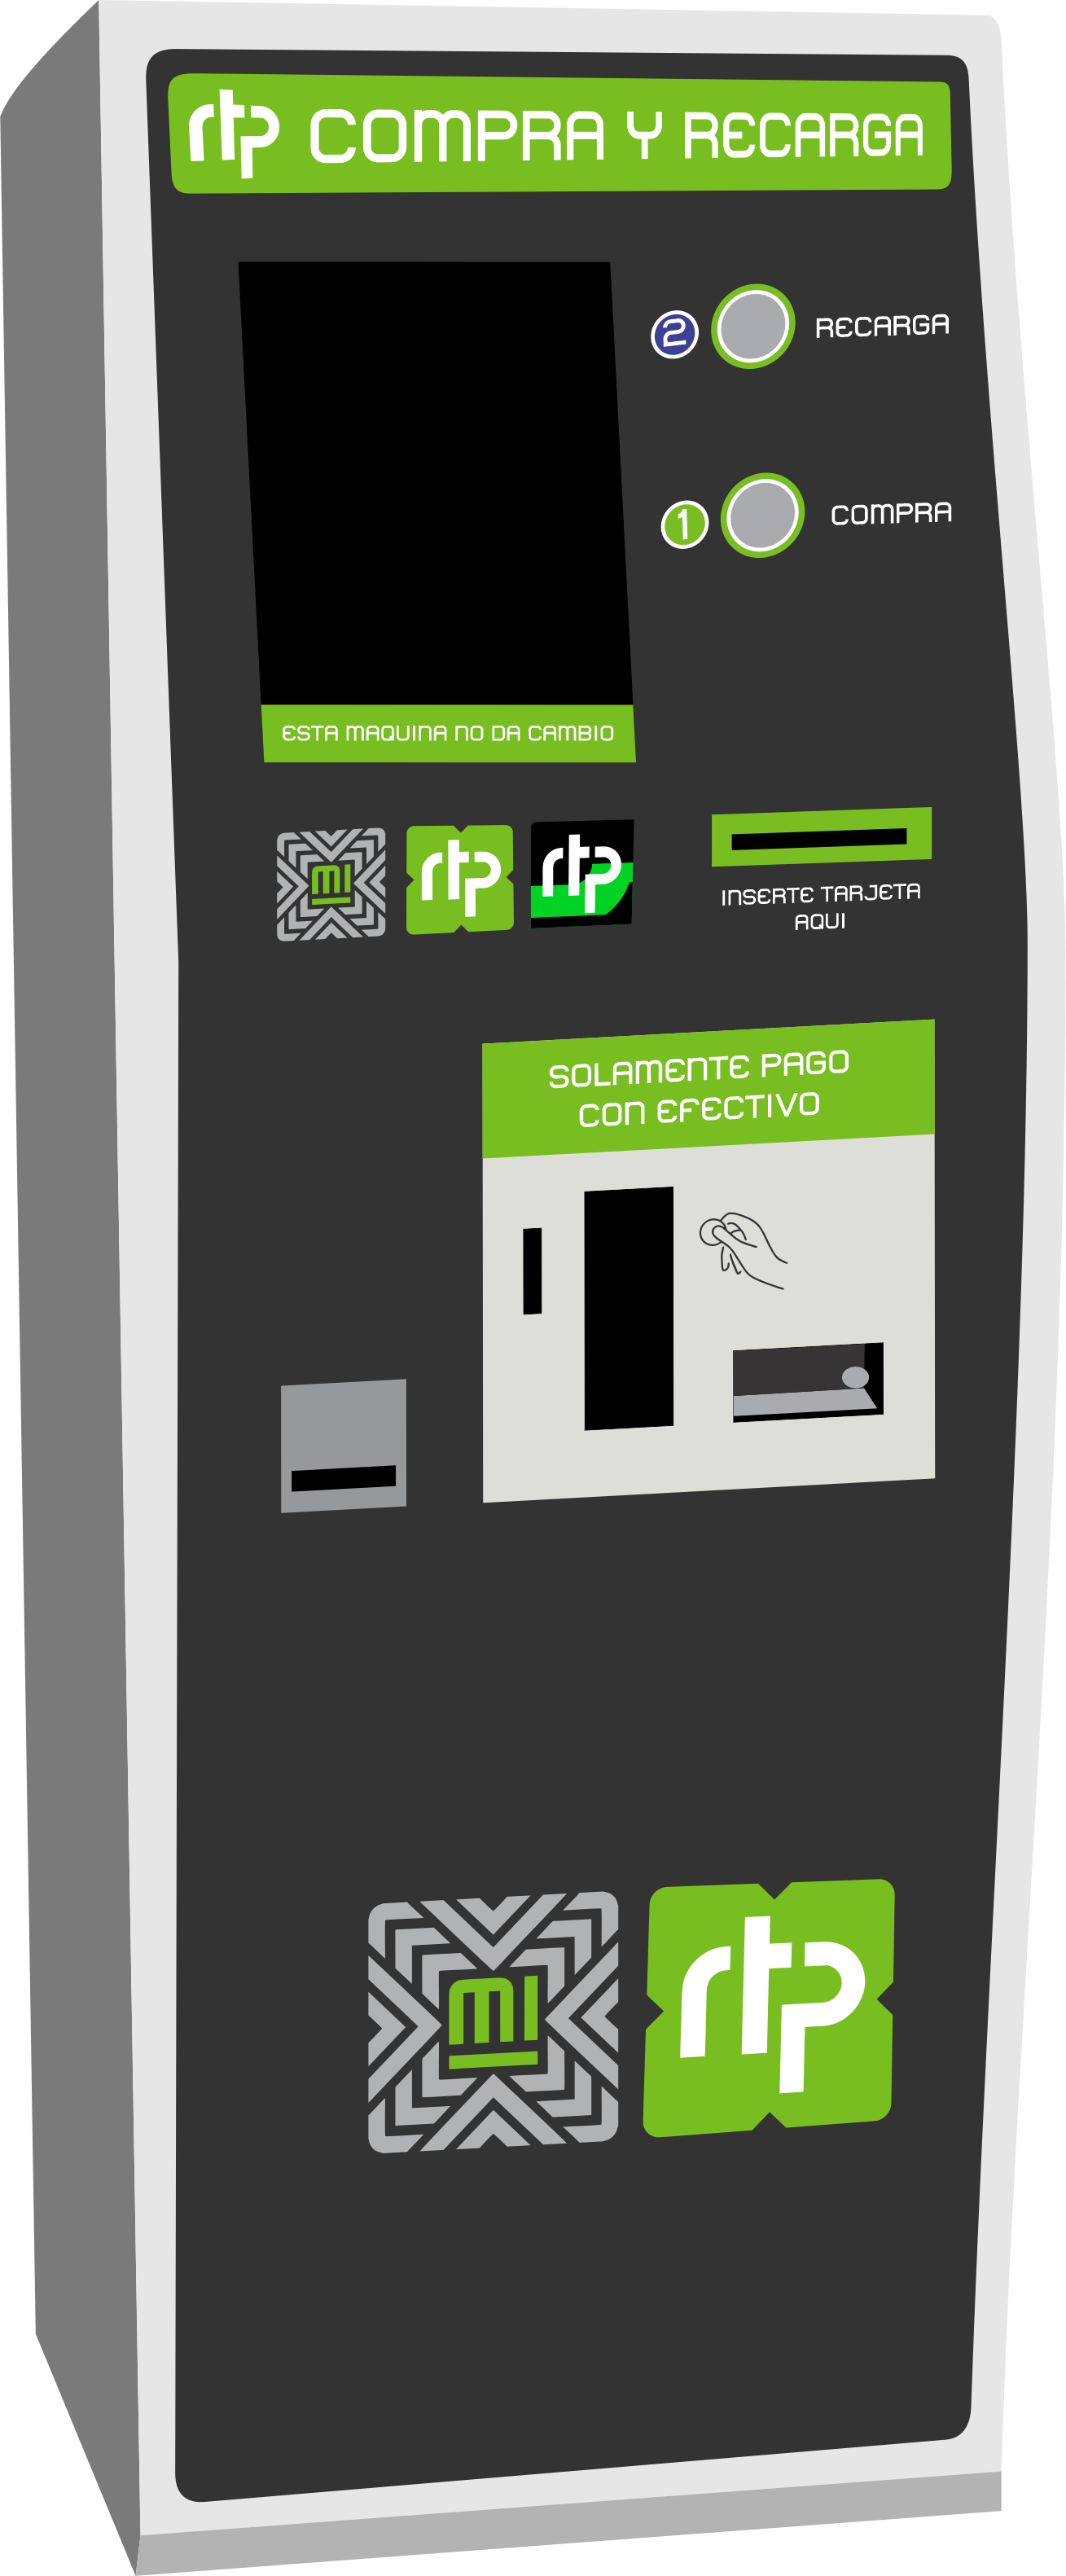 rtp COMPRA Y RECARGA
2 RECARGA
1 COMPRA
ESTA MAQUINA NO DA CAMBIO
MI rtp rtp
INSERTE TARJETA
AQUI
SOLAMENTE PAGO
CON EFECTIVO
MI rtp